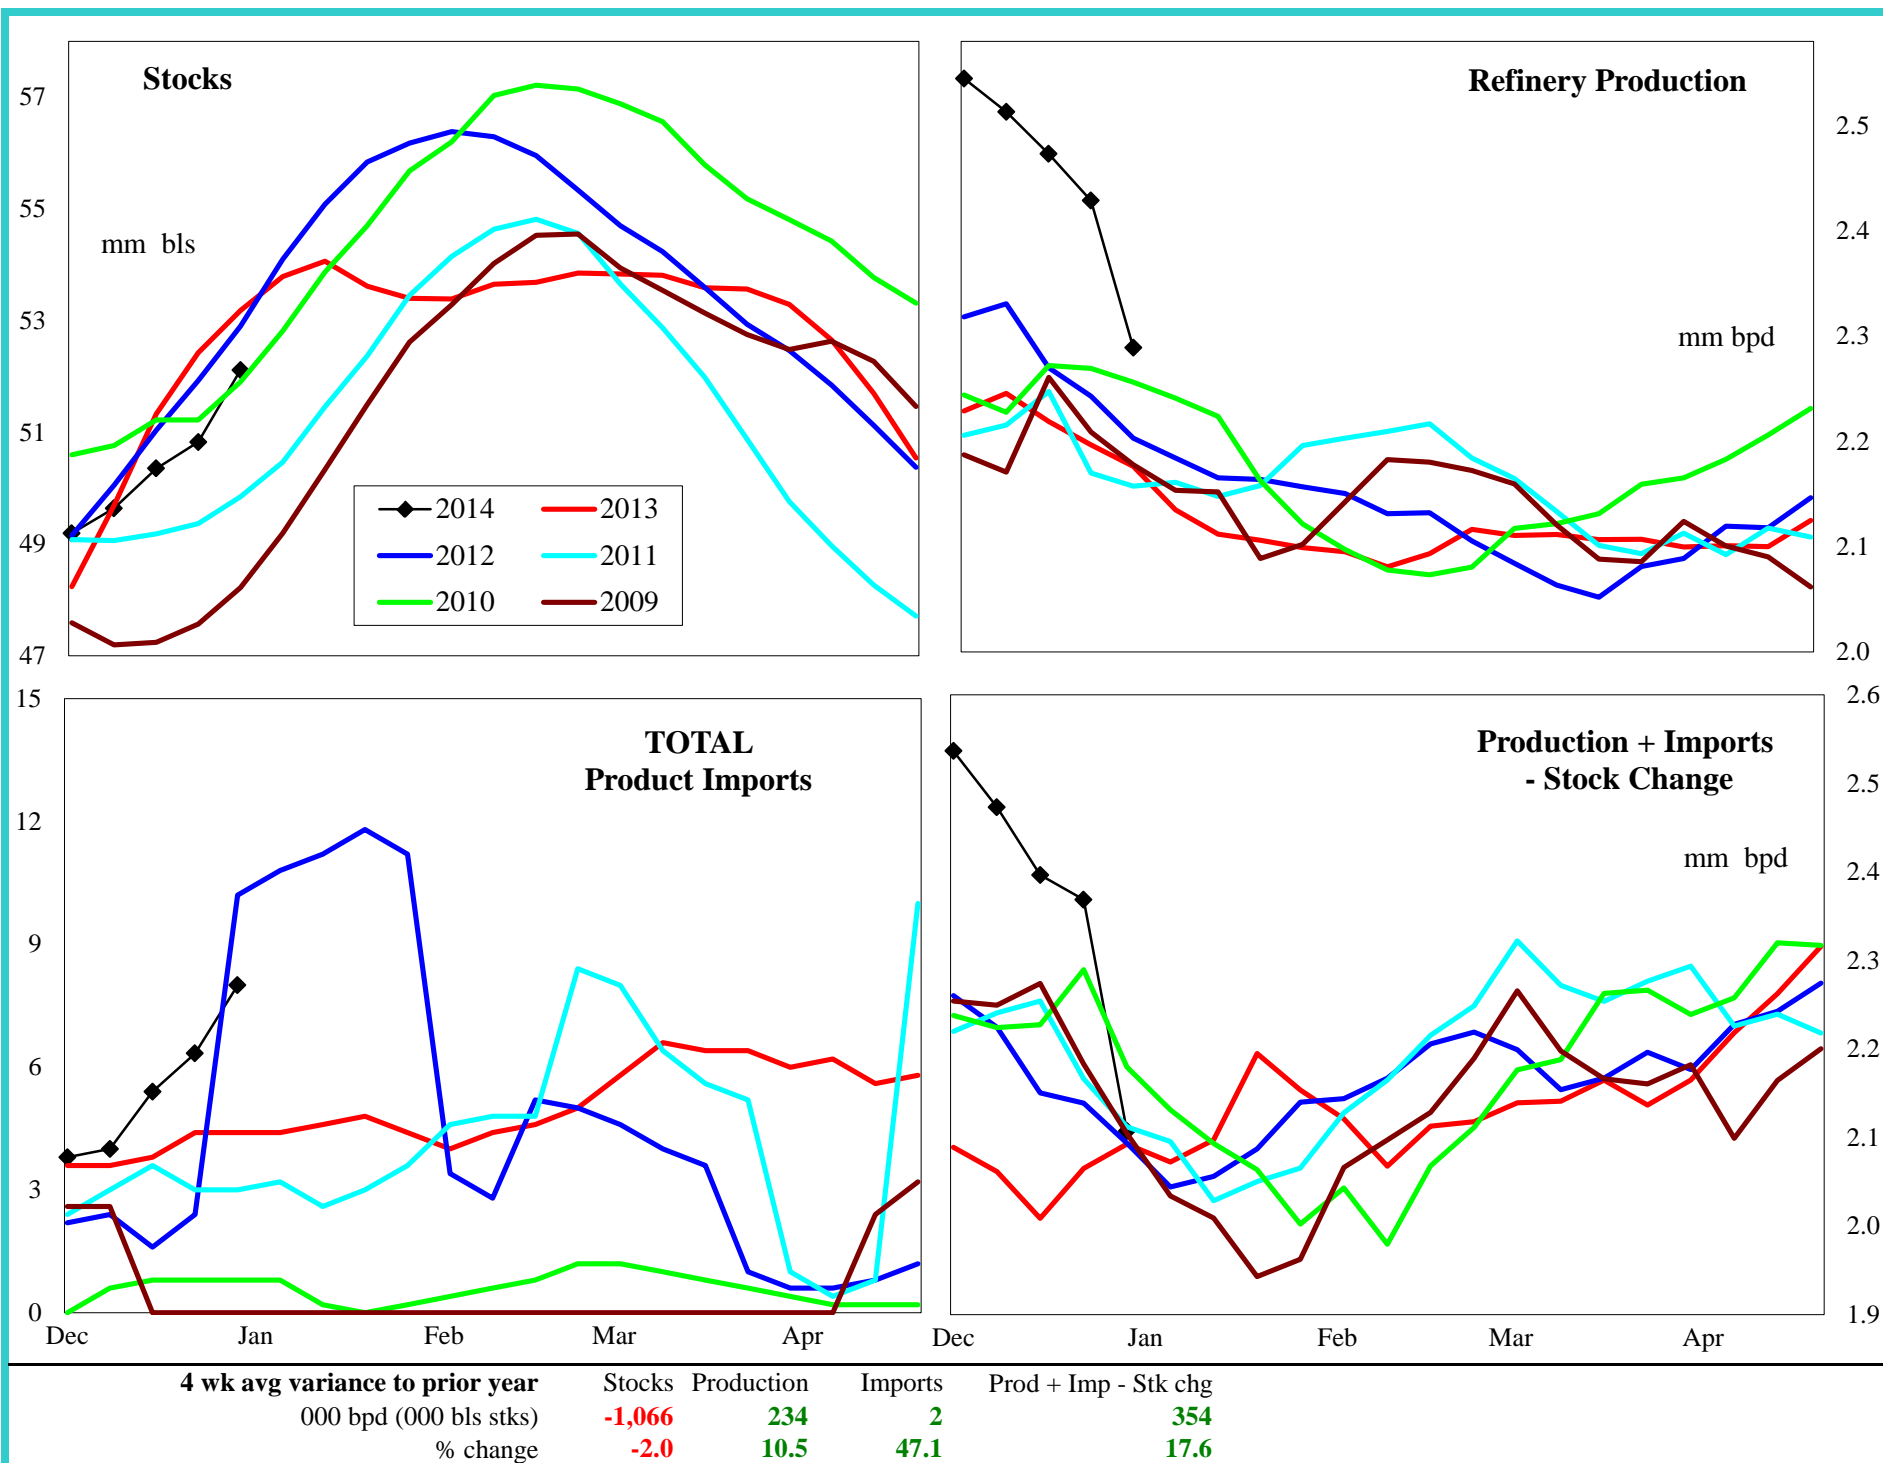 Stocks
57
55
53
51
49
47
mm bls
2014
2013
2012
2011
2010
2009
Refinery Production
2.5
2.4
2.3
2.2
2.1
2.0
mm bpd
TOTAL
Product Imports
15
12
9
6
3
0
Dec Jan Feb Mar Apr
Production + Imports
- Stock Change
mm bpd
2.6
2.5
2.4
2.3
2.2
2.1
2.0
1.9
Dec Jan Feb Mar Apr
4 wk avg variance to prior year Stocks Production Imports Prod + Imp - Stk chg
000 bpd (000 bls stks) -1,066 234 2 354
% change -2.0 10.5 47.1 17.6